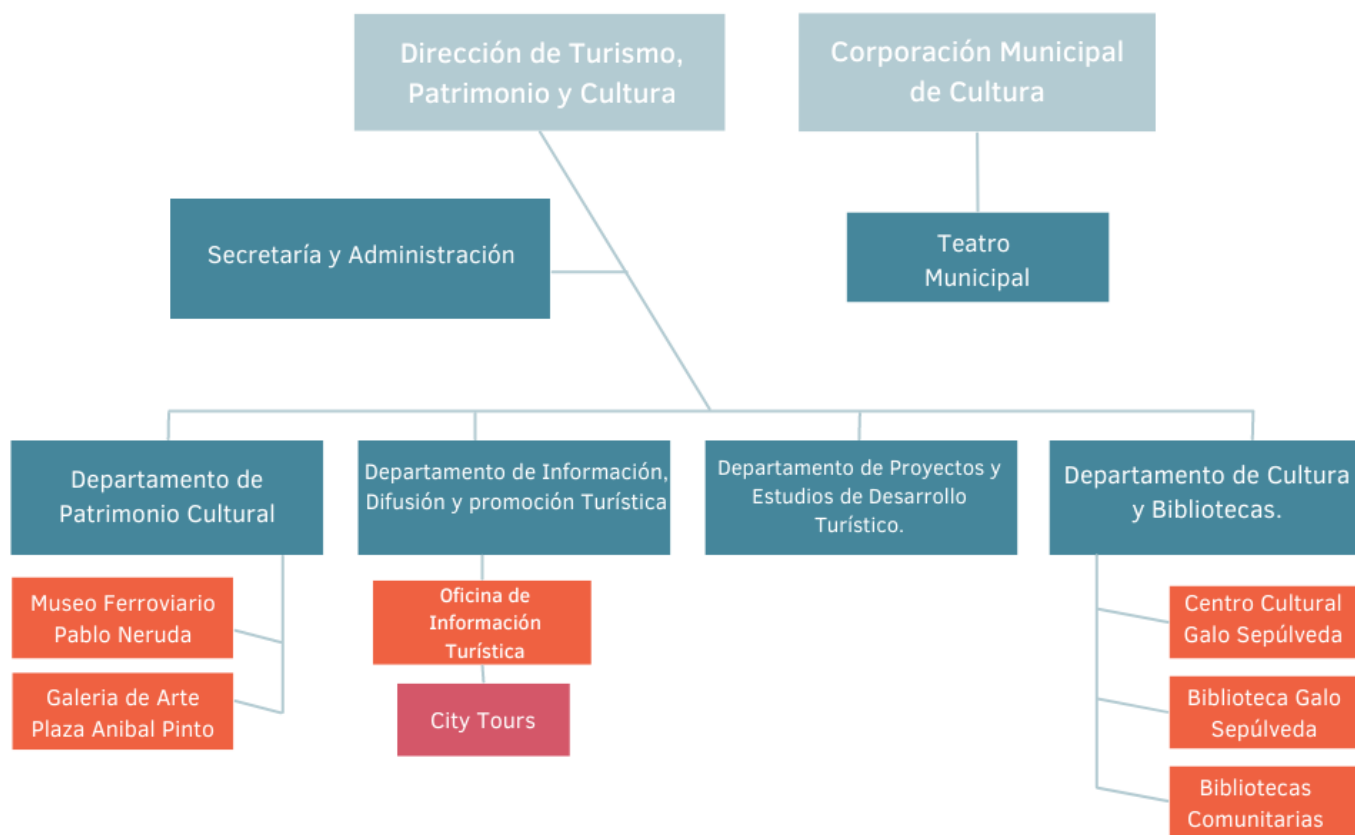 Dirección de Turismo,
Patrimonio y Cultura
Corporación Municipal
de Cultura
Secretaría y Administración
Teatro
Municipal
Departamento de
Patrimonio Cultural
Departamento de Información,
Difusión y promoción Turística
Departamento de Proyectos y
Estudios de Desarrollo
Turístico.
Departamento de Cultura
y Bibliotecas.
Museo Ferroviario
Pablo Neruda
Galeria de Arte
Plaza Anibal Pinto
Oficina de
Información
Turística
City Tours
Centro Cultural
Galo Sepúlveda
Biblioteca Galo
Sepúlveda
Bibliotecas
Comunitarias